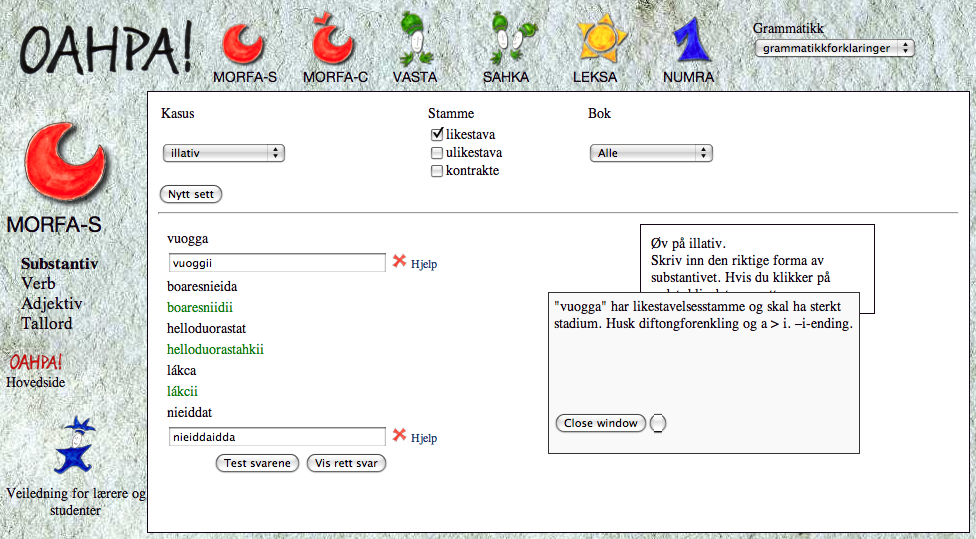 OAHPA!
MORFA-S
MORFA-C
VASTA
SAHKA
LEKSA
NUMRA
Grammatikk
grammatikkforklaringer
MORFA-S
Substantiv
Verb
Adjektiv
Tallord
OAHPA!
Hovedside
Veiledning for lærere og
studenter
Kasus
illativ
Stamme
likestava
ulikestava
kontrakte
Bok
Alle
Nytt sett
vuogga
vuoggii
Hjelp
boaresnieida
boaresniidii
helloduorastat
helloduorastahkii
lákca
lákcii
nieiddat
nieiddaidda
Hjelp
Test svarene
Vis rett svar
Øv på illativ.
Skriv inn den riktige forma av
substantivet. Hvis du klikker på
"vuogga" har likestavelsesstamme og skal ha sterkt
stadium. Husk diftongforenkling og a > i. –i-ending.
Close window